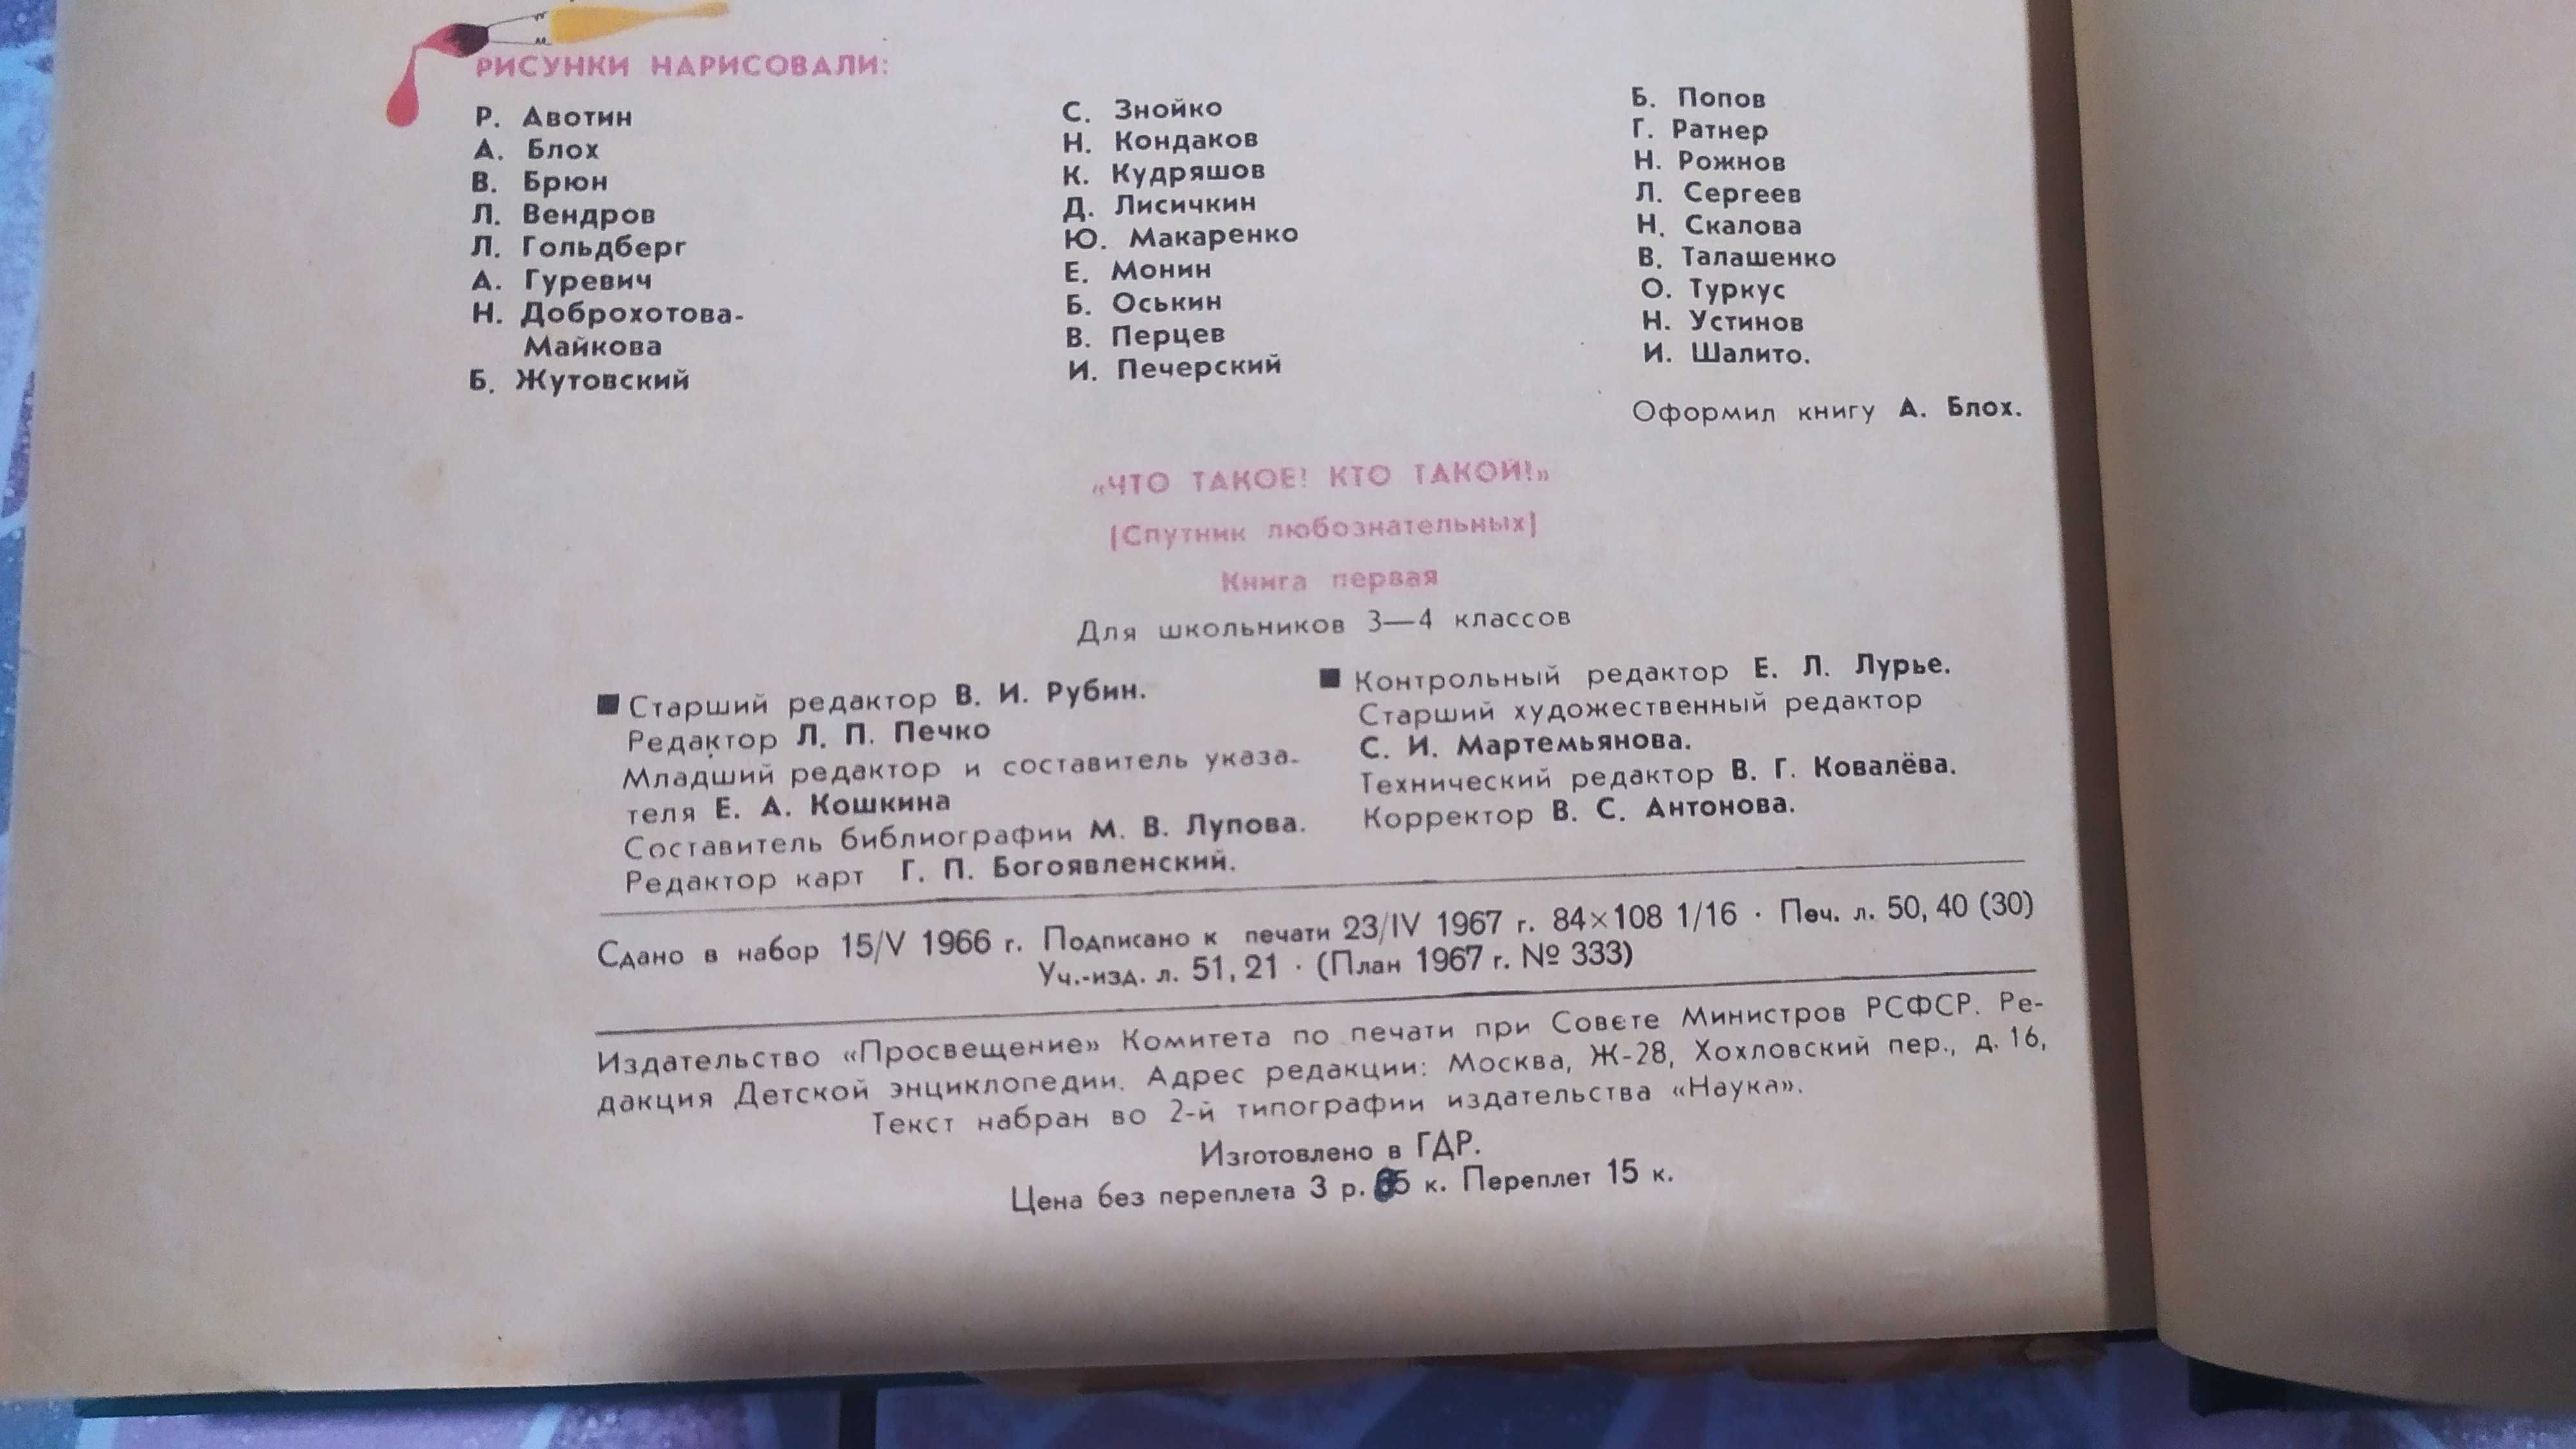 РИСУНКИ НАРИСОВАЛИ:
Р. Авотин
А. Блох
В. Брюн
Л. Вендров
Л. Гольдберг
А. Гуревич
Н. Доброхотова-
Майкова
Б. Жутовский
С. Знойко
Н. Кондаков
К. Кудряшов
Д. Лисичкин
Ю. Макаренко
Е. Монин
Б. Оськин
В. Перцев
И. Печерский
Б. Попов
Г. Ратнер
Н. Рожнов
Л. Сергеев
Н. Скалова
В. Талашенко
О. Туркус
Н. Устинов
И. Шалито.
Оформил книгу А. Блох.
„ЧТО ТАКОЕ! КТО ТАКОЙ!„
[Спутник любознательных]
Книга первая
Для школьников 3—4 классов
Старший редактор В. И. Рубин.
Редактор Л. П. Печко
Младший редактор и составитель указа-
теля Е. А. Кошкина
Составитель библиографии М. В. Лупова.
Редактор карт Г. П. Богоявленский.
Контрольный редактор Е. Л. Лурье.
Старший художественный редактор
С. И. Мартемьянова.
Технический редактор В. Г. Ковалёва.
Корректор В. С. Антонова.
Сдано в набор 15/V 1966 г. Подписано к печати 23/IV 1967 г. 84×108 1/16 · Печ. л. 50,40 (30)
Уч.-изд. л. 51,21 · (План 1967 г. № 333)
Издательство «Просвещение» Комитета по печати при Совете Министров РСФСР. Ре-
дакция Детской энциклопедии. Адрес редакции: Москва, Ж-28, Хохловский пер., д. 16,
Текст набран во 2-й типографии издательства «Наука».
Изготовлено в ГДР.
Цена без переплета 3 р. к. Переплет 15 к.